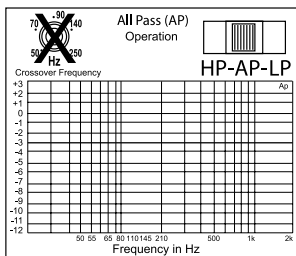 .90
70 140
50 250
Hz
Crossover Frequency
All Pass (AP)
Operation
HP-AP-LP
Ap
+3
+2
+1
0
-1
-2
-3
-4
-5
-6
-7
-8
-9
-10
-11
-12
50 55 65 80 110 145 210 500 1k 2k
Frequency in Hz